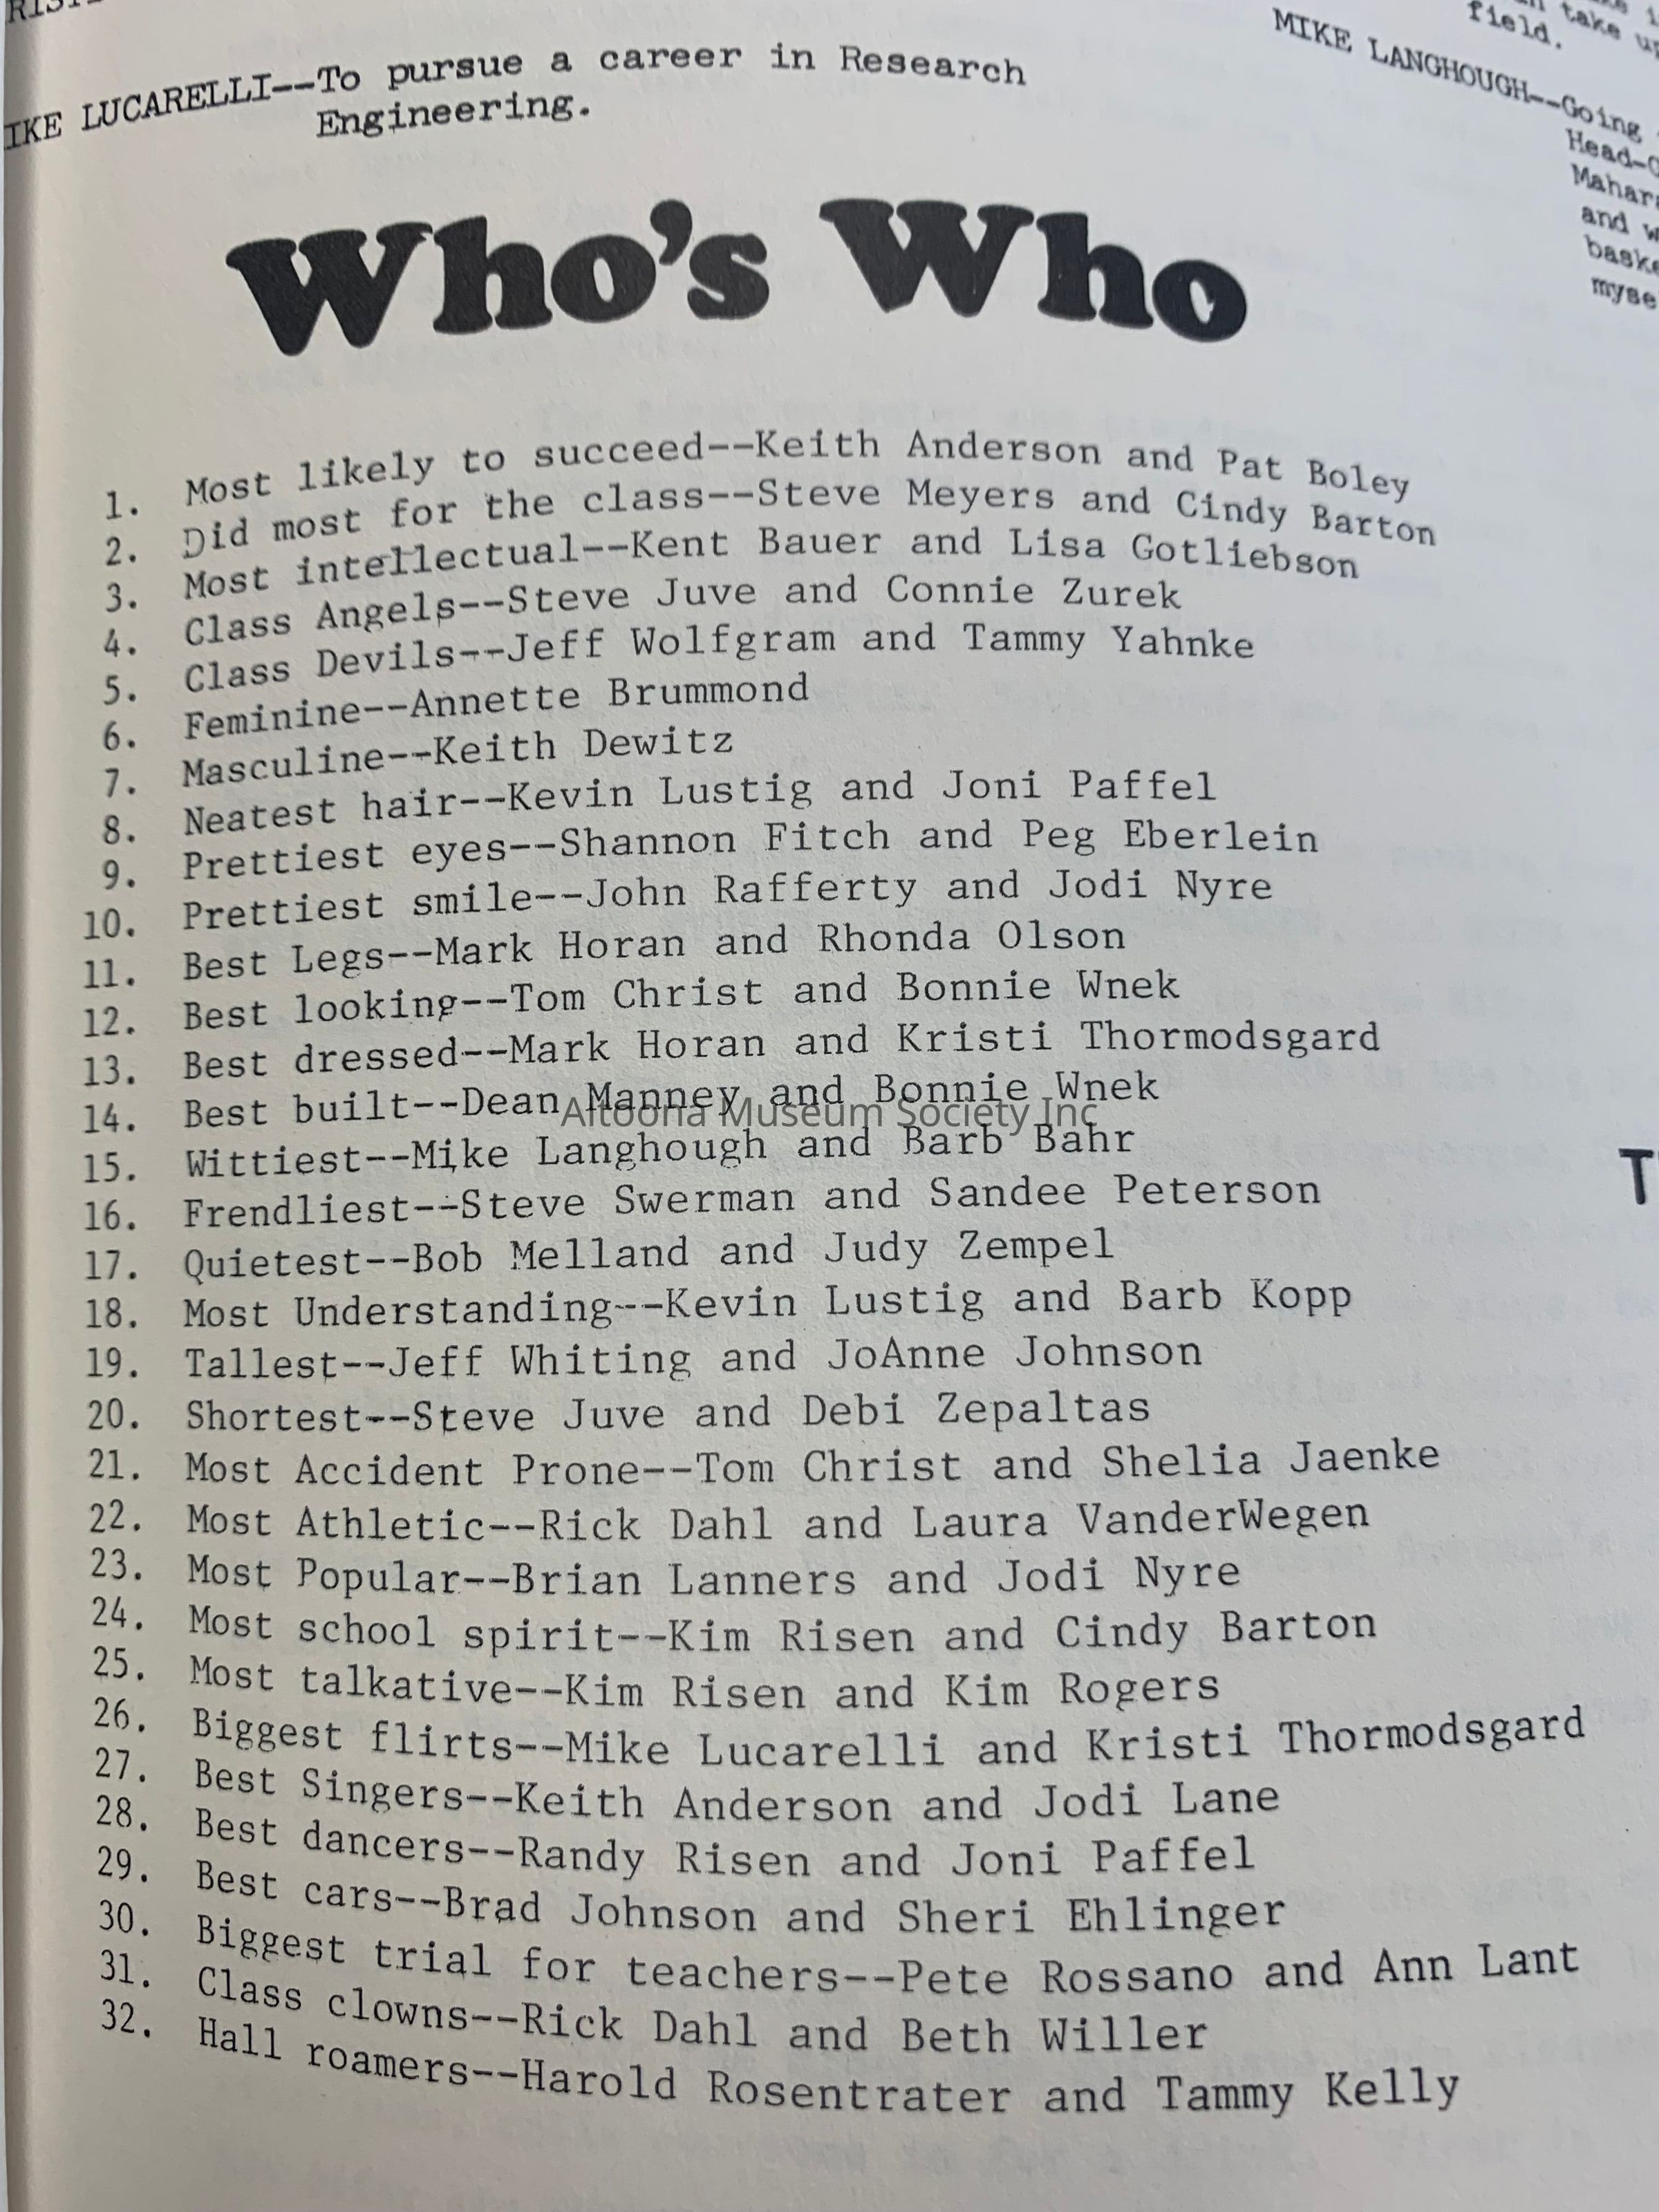 IKE LUCARELLI--To pursue a career in Research
Engineering.
take up
field.
MIKE LANGHOUGH--Going
and
Who's Who
1. Most likely to succeed--Keith Anderson and Pat Boley
2. Did most for the class--Steve Meyers and Cindy Barton
3. Most intellectual--Kent Bauer and Lisa Gotliebson
4. Class Angels--Steve Juve and Connie Zurek
5. Class Devils--Jeff Wolfgram and Tammy Yahnke
6. Feminine--Annette Brummond
7. Masculine--Keith Dewitz
8. Neatest hair--Kevin Lustig and Joni Paffel
9. Prettiest eyes--Shannon Fitch and Peg Eberlein
10. Prettiest smile--John Rafferty and Jodi Nyre
11. Best Legs--Mark Horan and Rhonda Olson
12. Best looking--Tom Christ and Bonnie Wnek
13. Best dressed--Mark Horan and Kristi Thormodsgard
14. Best built--Dean Manney and Bonnie Wnek
Altoona Museum Society Inc
15. Wittiest--Mike Langhough and Barb Bahr
16. Frendliest--Steve Swerman and Sandee Peterson
17. Quietest--Bob Melland and Judy Zempel
18. Most Understanding--Kevin Lustig and Barb Kopp
19. Tallest--Jeff Whiting and JoAnne Johnson
20. Shortest--Steve Juve and Debi Zepaltas
21. Most Accident Prone--Tom Christ and Shelia Jaenke
22. Most Athletic--Rick Dahl and Laura VanderWegen
23. Most Popular--Brian Lanners and Jodi Nyre
24. Most school spirit--Kim Risen and Cindy Barton
25. Most talkative--Kim Risen and Kim Rogers
26. Biggest flirts--Mike Lucarelli and Kristi Thormodsgard
27. Best Singers--Keith Anderson and Jodi Lane
28. Best dancers--Randy Risen and Joni Paffel
29. Best cars--Brad Johnson and Sheri Ehlinger
30. Biggest trial for teachers--Pete Rossano and Ann Lant
31. Class clowns--Rick Dahl and Beth Willer
32. Hall roamers--Harold Rosentrater and Tammy Kelly